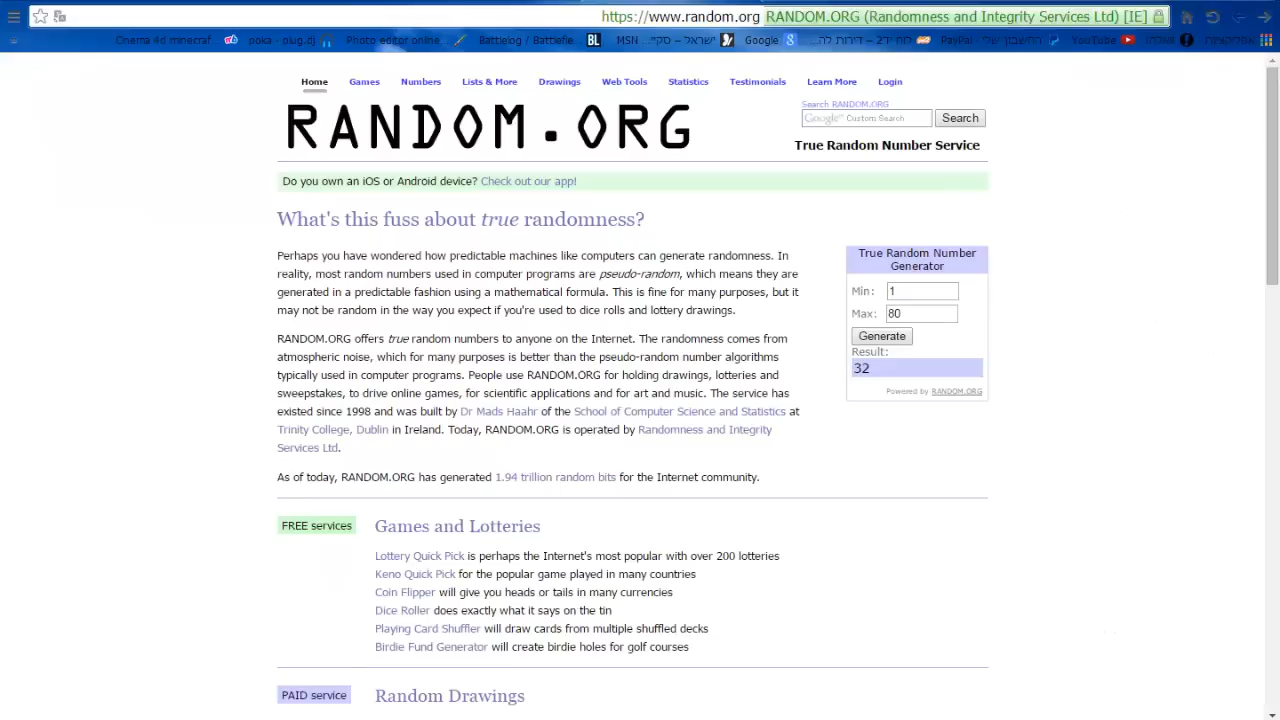 https://www.random.org RANDOM.ORG (Randomness and Integrity Services Ltd) [IE]
Cinema 4d minecraf poka - plug.dj Photo editor online Battlelog / Battlefie BL MSN ישראל – סקיי Google לוח יד2 – דירות לה... החשבון שלי - PayPal YouTube אפליקציות
Home Games Numbers Lists & More Drawings Web Tools Statistics Testimonials Learn More Login
RANDOM.ORG
Search RANDOM.ORG
Google™ Custom Search Search
True Random Number Service
Do you own an iOS or Android device? Check out our app!
What's this fuss about true randomness?
Perhaps you have wondered how predictable machines like computers can generate randomness. In
reality, most random numbers used in computer programs are pseudo-random, which means they are
generated in a predictable fashion using a mathematical formula. This is fine for many purposes, but it
may not be random in the way you expect if you're used to dice rolls and lottery drawings.
RANDOM.ORG offers true random numbers to anyone on the Internet. The randomness comes from
atmospheric noise, which for many purposes is better than the pseudo-random number algorithms
typically used in computer programs. People use RANDOM.ORG for holding drawings, lotteries and
sweepstakes, to drive online games, for scientific applications and for art and music. The service has
existed since 1998 and was built by Dr Mads Haahr of the School of Computer Science and Statistics at
Trinity College, Dublin in Ireland. Today, RANDOM.ORG is operated by Randomness and Integrity
Services Ltd.
As of today, RANDOM.ORG has generated 1.94 trillion random bits for the Internet community.
True Random Number
Generator
Min: 1
Max: 80
Generate
Result:
32
Powered by RANDOM.ORG
FREE services
Games and Lotteries
Lottery Quick Pick is perhaps the Internet's most popular with over 200 lotteries
Keno Quick Pick for the popular game played in many countries
Coin Flipper will give you heads or tails in many currencies
Dice Roller does exactly what it says on the tin
Playing Card Shuffler will draw cards from multiple shuffled decks
Birdie Fund Generator will create birdie holes for golf courses
PAID service
Random Drawings